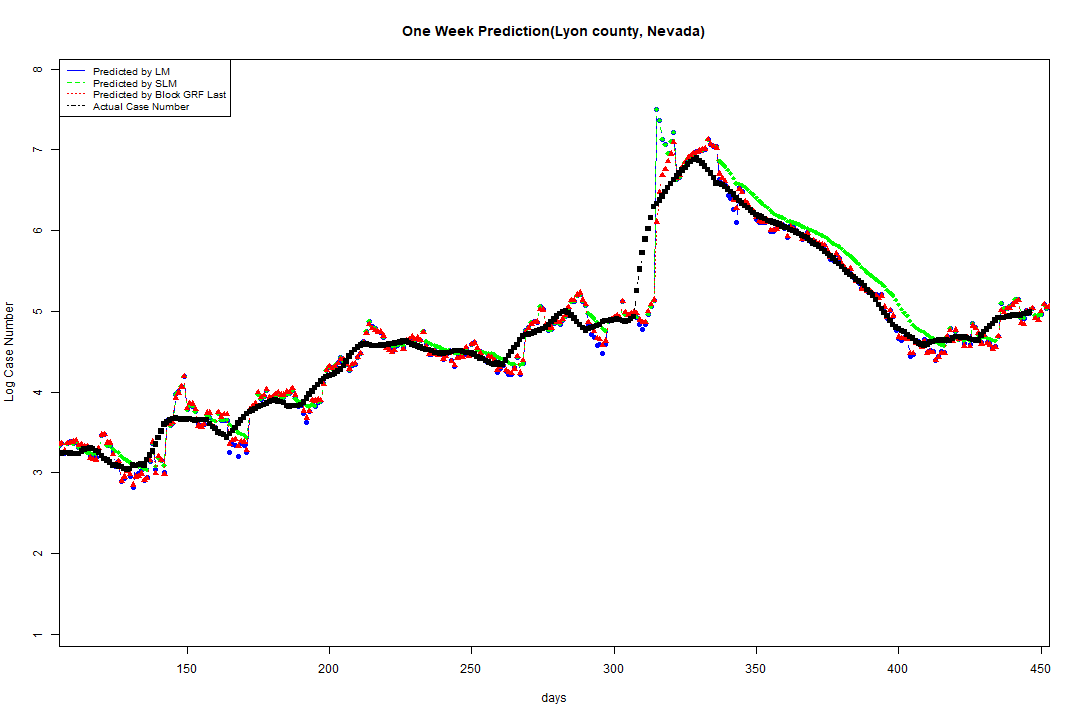 One Week Prediction(Lyon county, Nevada)
Predicted by LM
Predicted by SLM
Predicted by Block GRF Last
Actual Case Number
8
7
6
5
4
3
2
1
Log Case Number
150 200 250 300 350 400 450
days